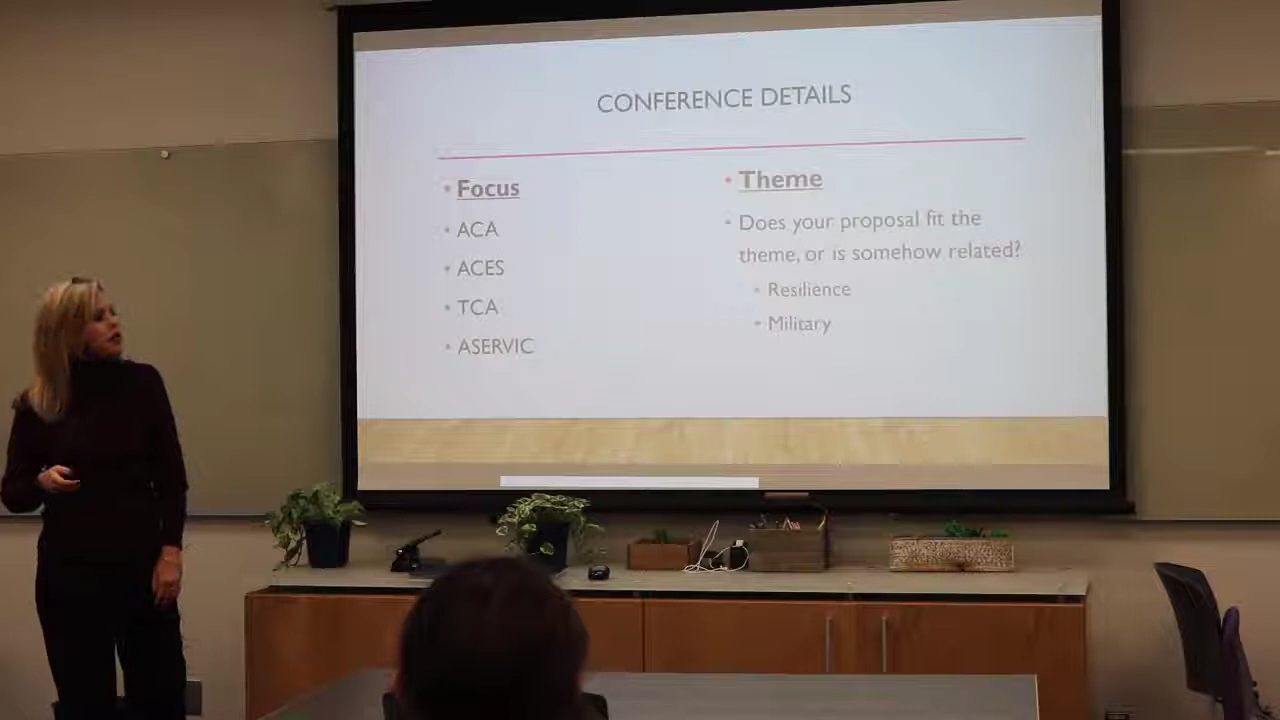 CONFERENCE DETAILS
• Focus
• ACA
• ACES
• TCA
• ASERVIC
• Theme
• Does your proposal fit the
theme, or is somehow related?
• Resilience
• Military